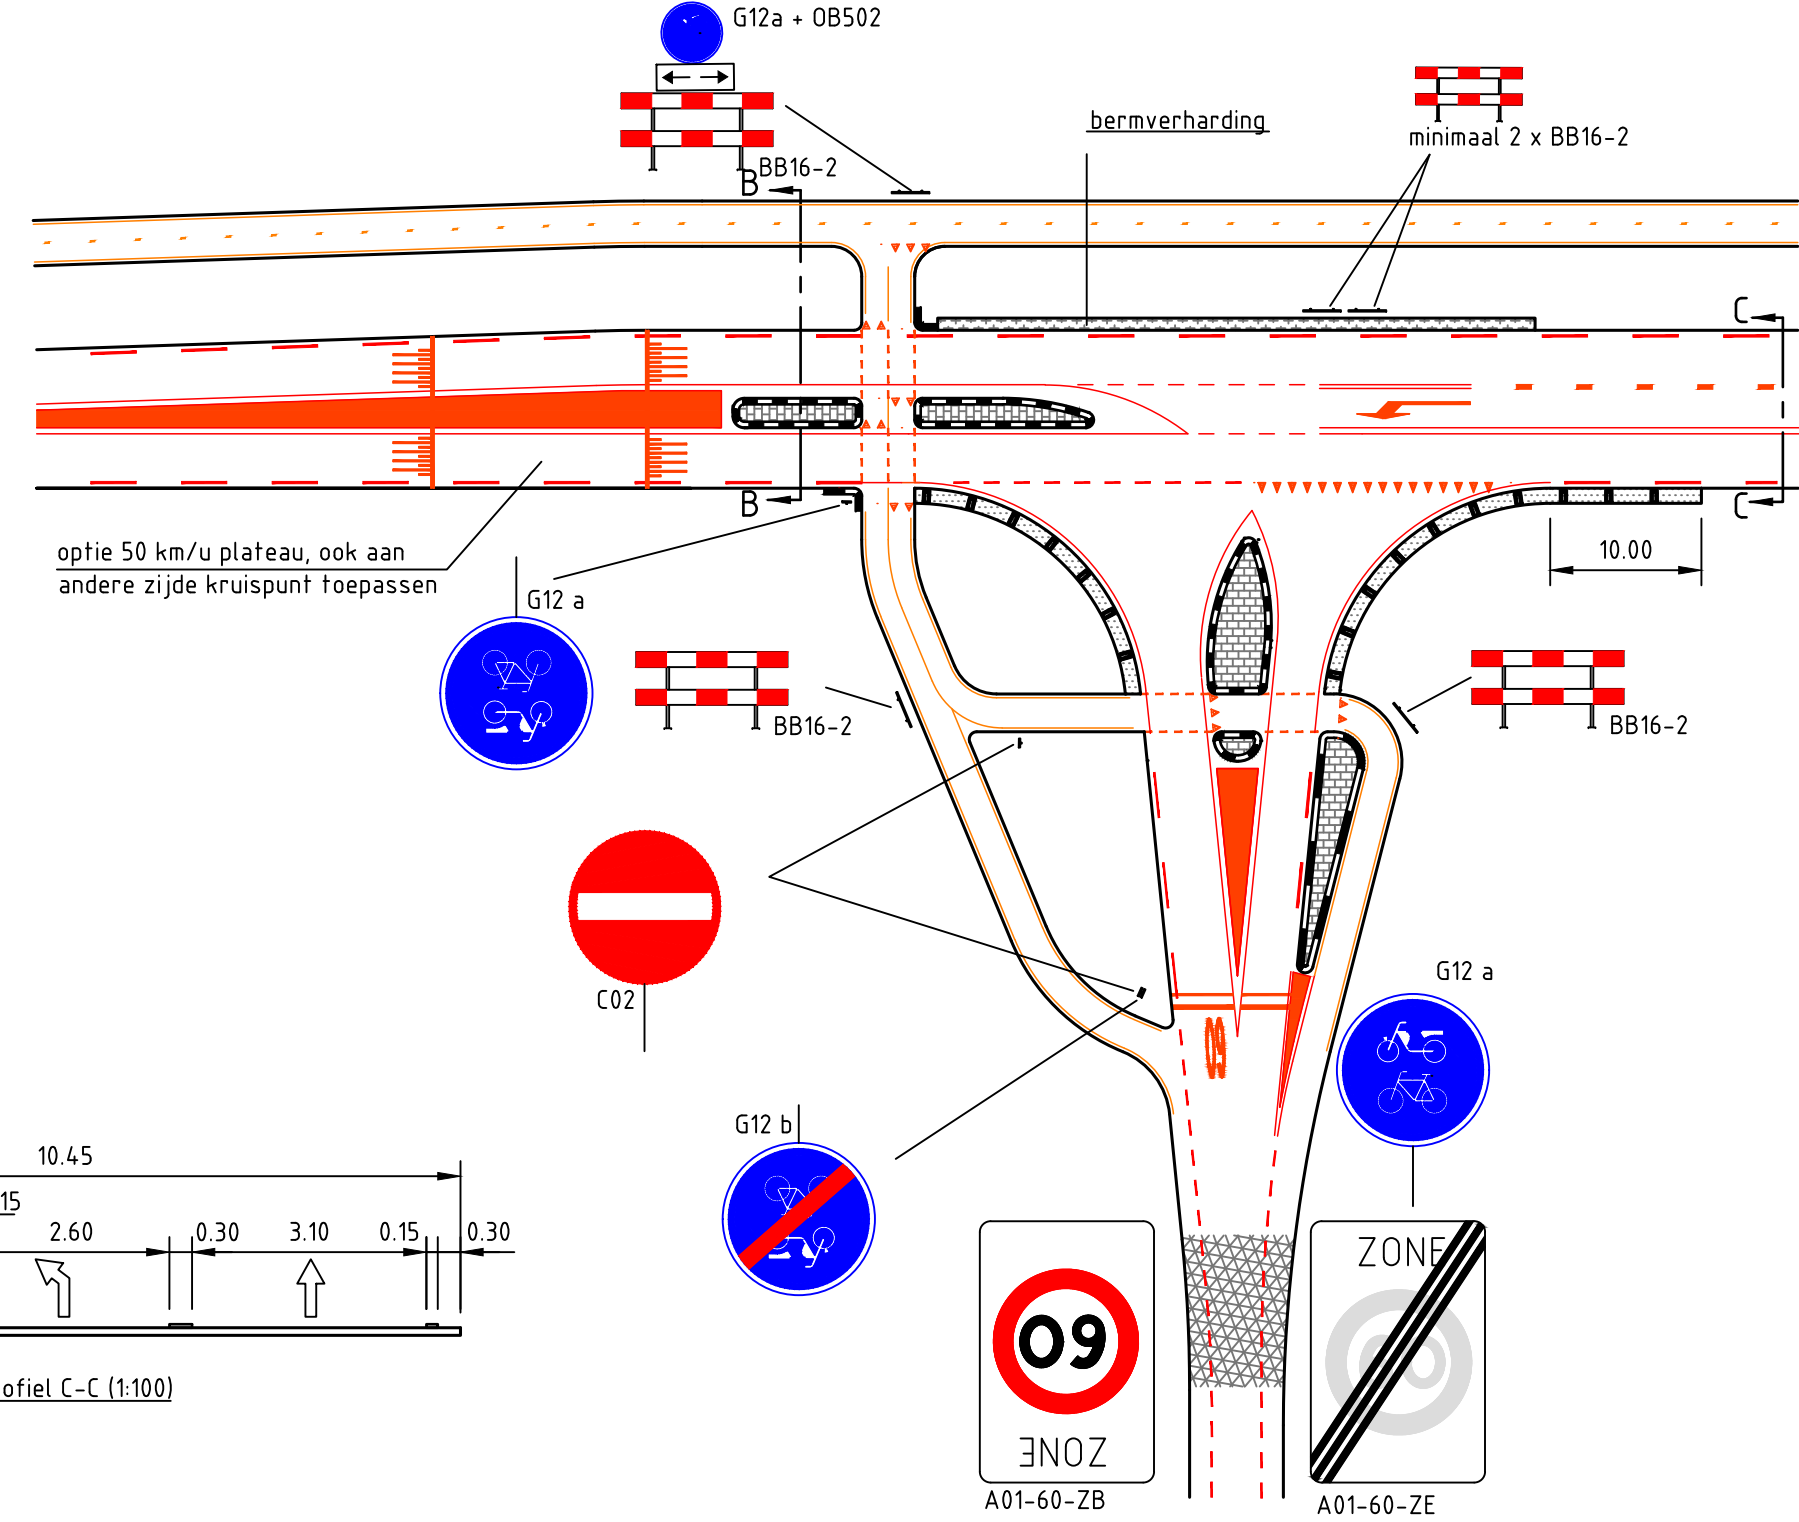 G12a + OB502
BB16-2
bermverharding
minimaal 2 x BB16-2
B
C
B
C
optie 50 km/u plateau, ook aan
andere zijde kruispunt toepassen
10.00
G12 a
BB16-2
BB16-2
C02
G12 a
G12 b
10.45
15
2.60
0.30
3.10
0.15
0.30
ofiel C-C (1:100)
60
ZONE
A01-60-ZB
ZONE
A01-60-ZE